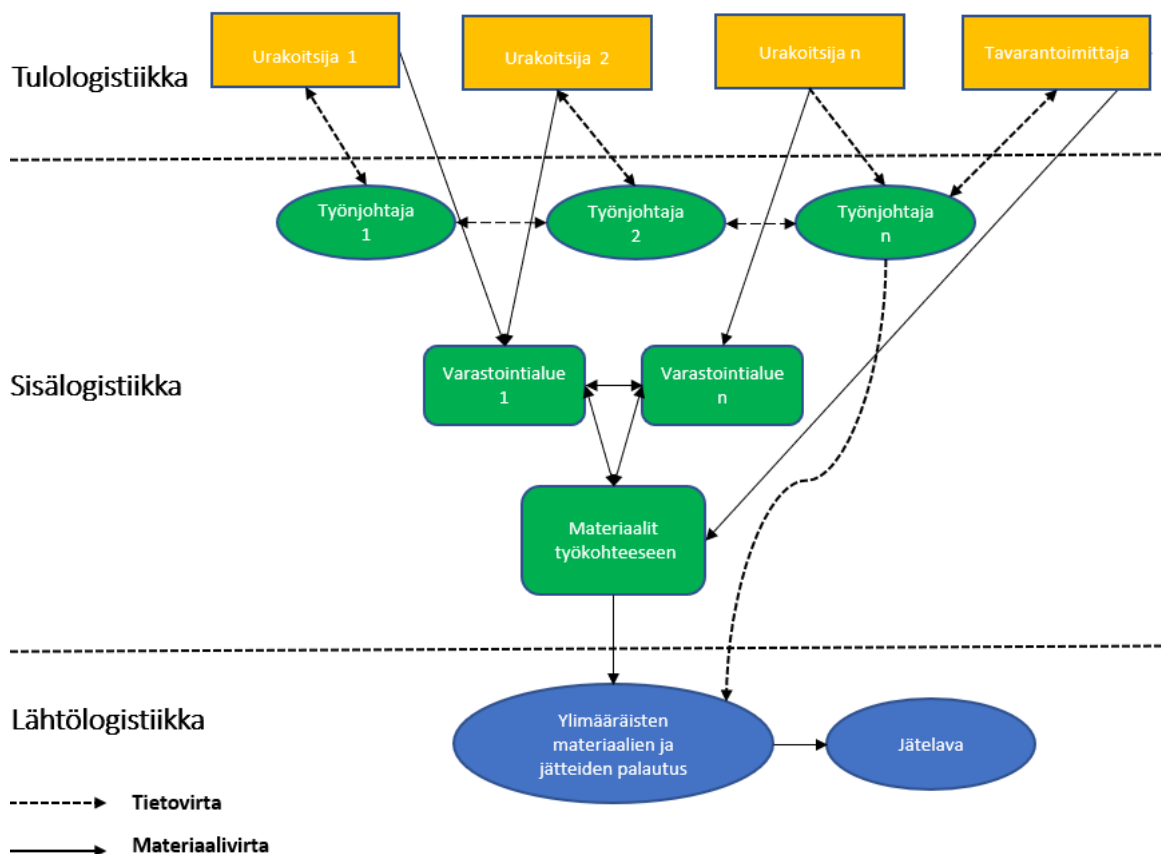 Urakoitsija 1
Urakoitsija 2
Urakoitsija n
Tavarantoimittaja
Tulologistiikka
Työnjohtaja
1
Työnjohtaja
2
Työnjohtaja
n
Sisälogistiikka
Varastointialue
1
Varastointialue
n
Materiaalit
työkohteeseen
Lähtölogistiikka
Ylimääräisten
materiaalien ja
jätteiden palautus
Jätelava
Tietovirta
Materiaalivirta